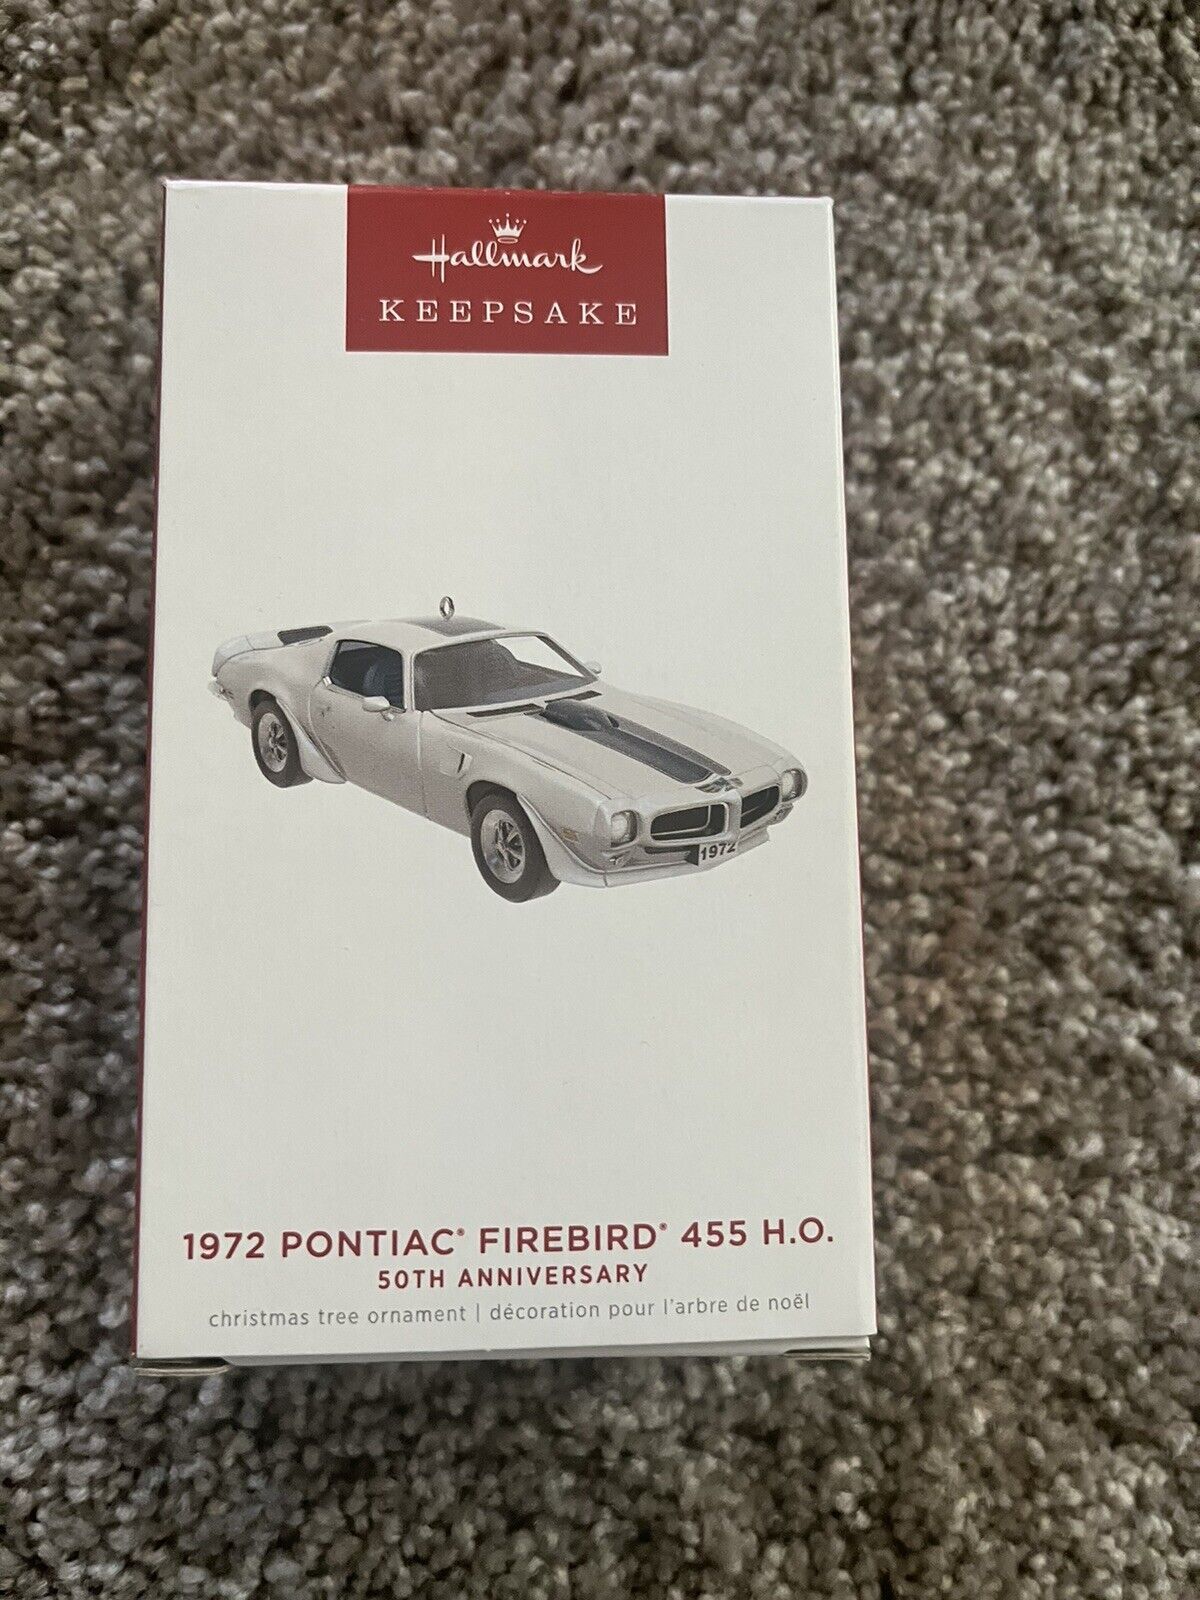 Hallmark
KEEPSAKE
1972
1972 PONTIAC® FIREBIRD® 455 H.O.
50TH ANNIVERSARY
christmas tree ornament | décoration pour l'arbre de noël